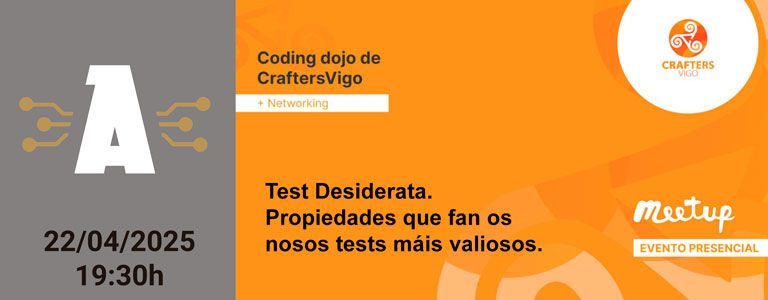 A
22/04/2025
19:30h
Coding dojo de
CraftersVigo
+ Networking
Test Desiderata.
Propiedades que fan os
nosos tests máis valiosos.
CRAFTERS
VIGO
meetup
EVENTO PRESENCIAL